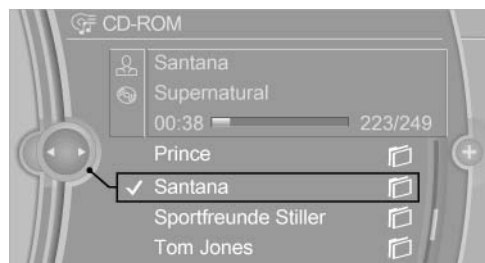 CD-ROM
Santana
Supernatural
00:38 223/249
Prince
Santana
Sportfreunde Stiller
Tom Jones